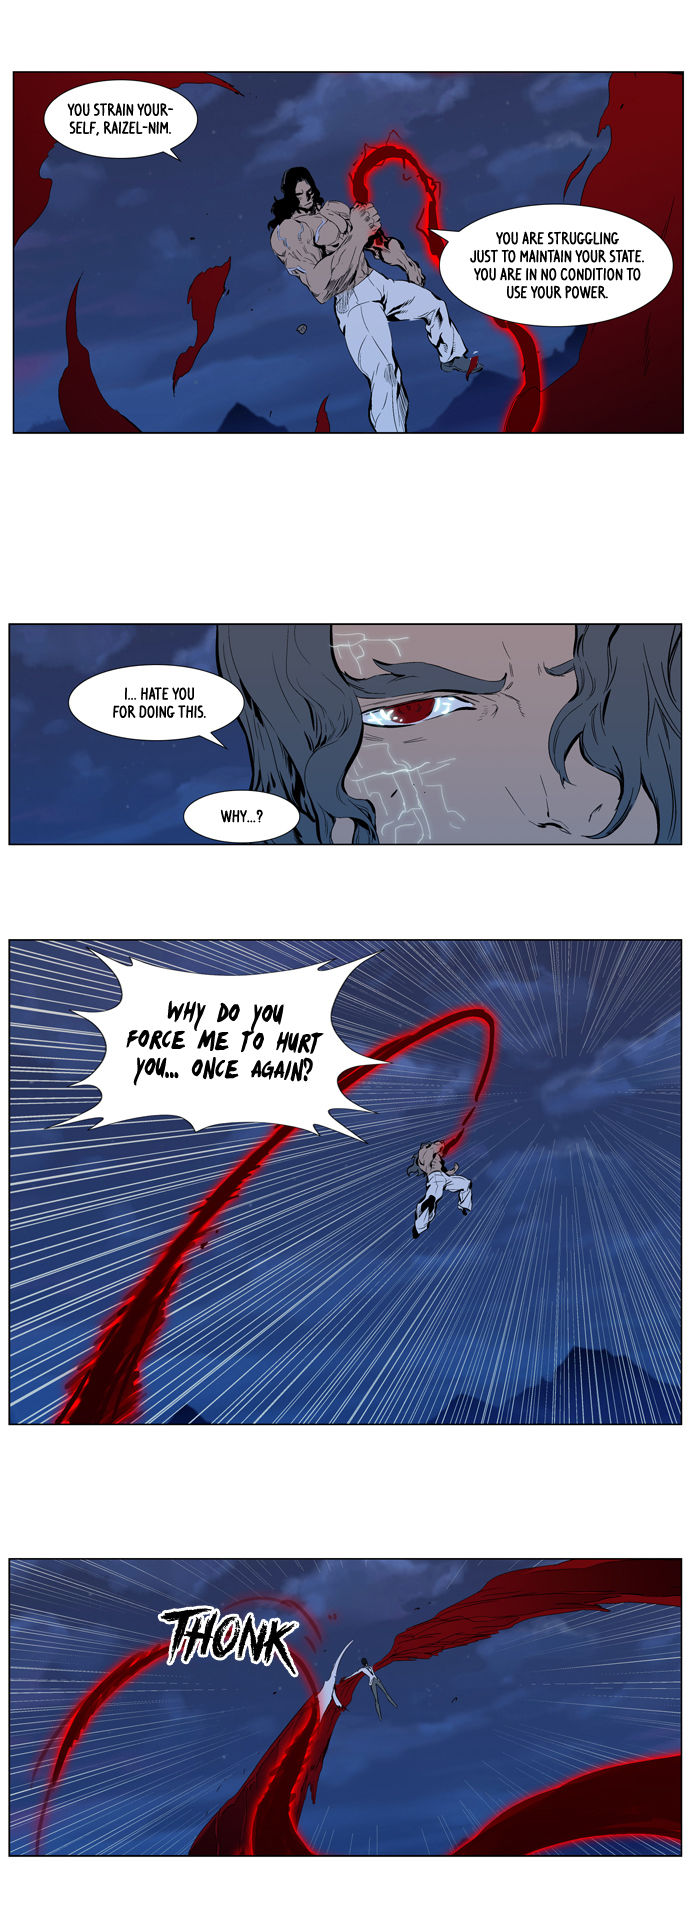 YOU STRAIN YOUR-
SELF, RAIZEL-NIM.
YOU ARE STRUGGLING
JUST TO MAINTAIN YOUR STATE.
YOU ARE IN NO CONDITION TO
USE YOUR POWER.
I... HATE YOU
FOR DOING THIS.
WHY...?
WHY DO YOU
FORCE ME TO HURT
YOU... ONCE AGAIN?
THONK